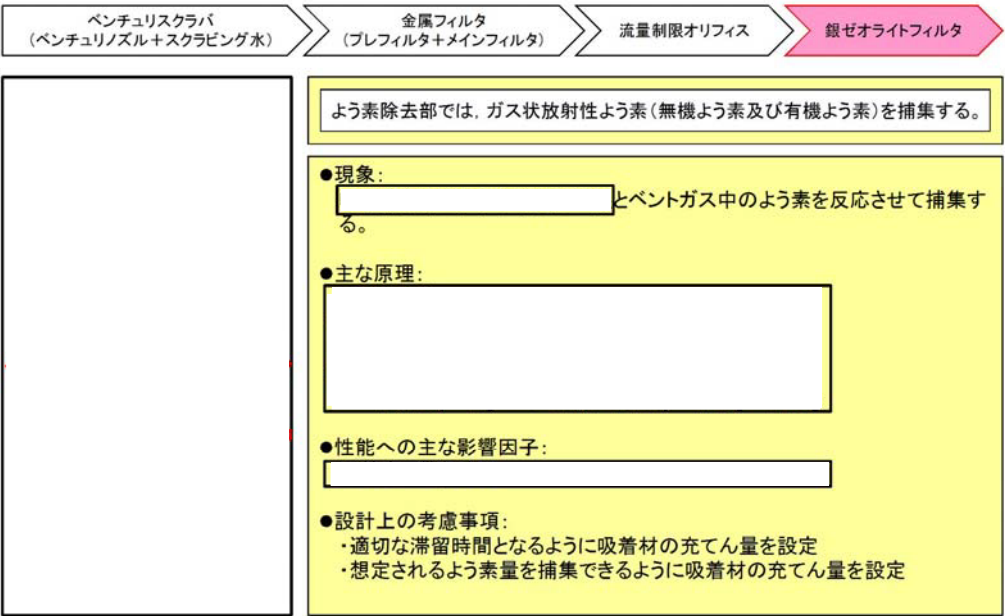 ベンチュリスクラバ
(ベンチュリノズル+スクラビング水)
金属フィルタ
(プレフィルタ+メインフィルタ)
流量制限オリフィス
銀ゼオライトフィルタ
よう素除去部では,ガス状放射性よう素(無機よう素及び有機よう素)を捕集する。
●現象:
とベントガス中のよう素を反応させて捕集す
る。
●主な原理:
●性能への主な影響因子:
●設計上の考慮事項:
・適切な滞留時間となるように吸着材の充てん量を設定
・想定されるよう素量を捕集できるように吸着材の充てん量を設定